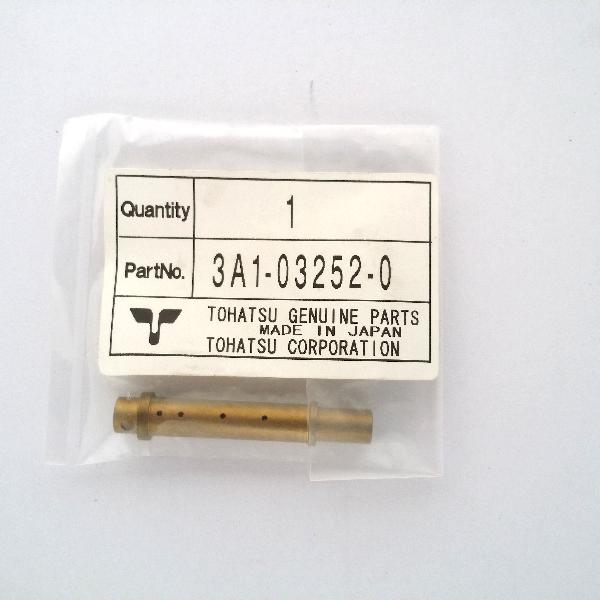 Quantity 1
PartNo. 3A1-03252-0
TOHATSU GENUINE PARTS
MADE IN JAPAN
TOHATSU CORPORATION